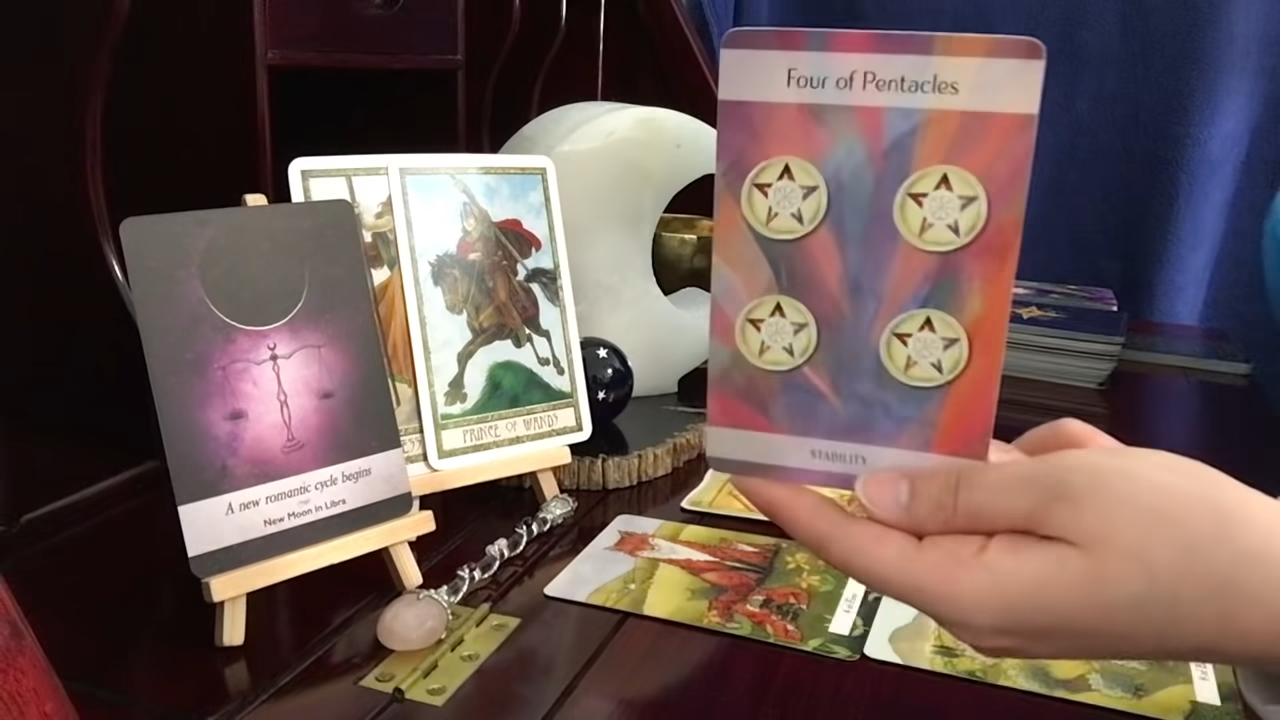 Four of Pentacles
STABILITY
PRINCE OF WANDS
A new romantic cycle begins
New Moon in Libra